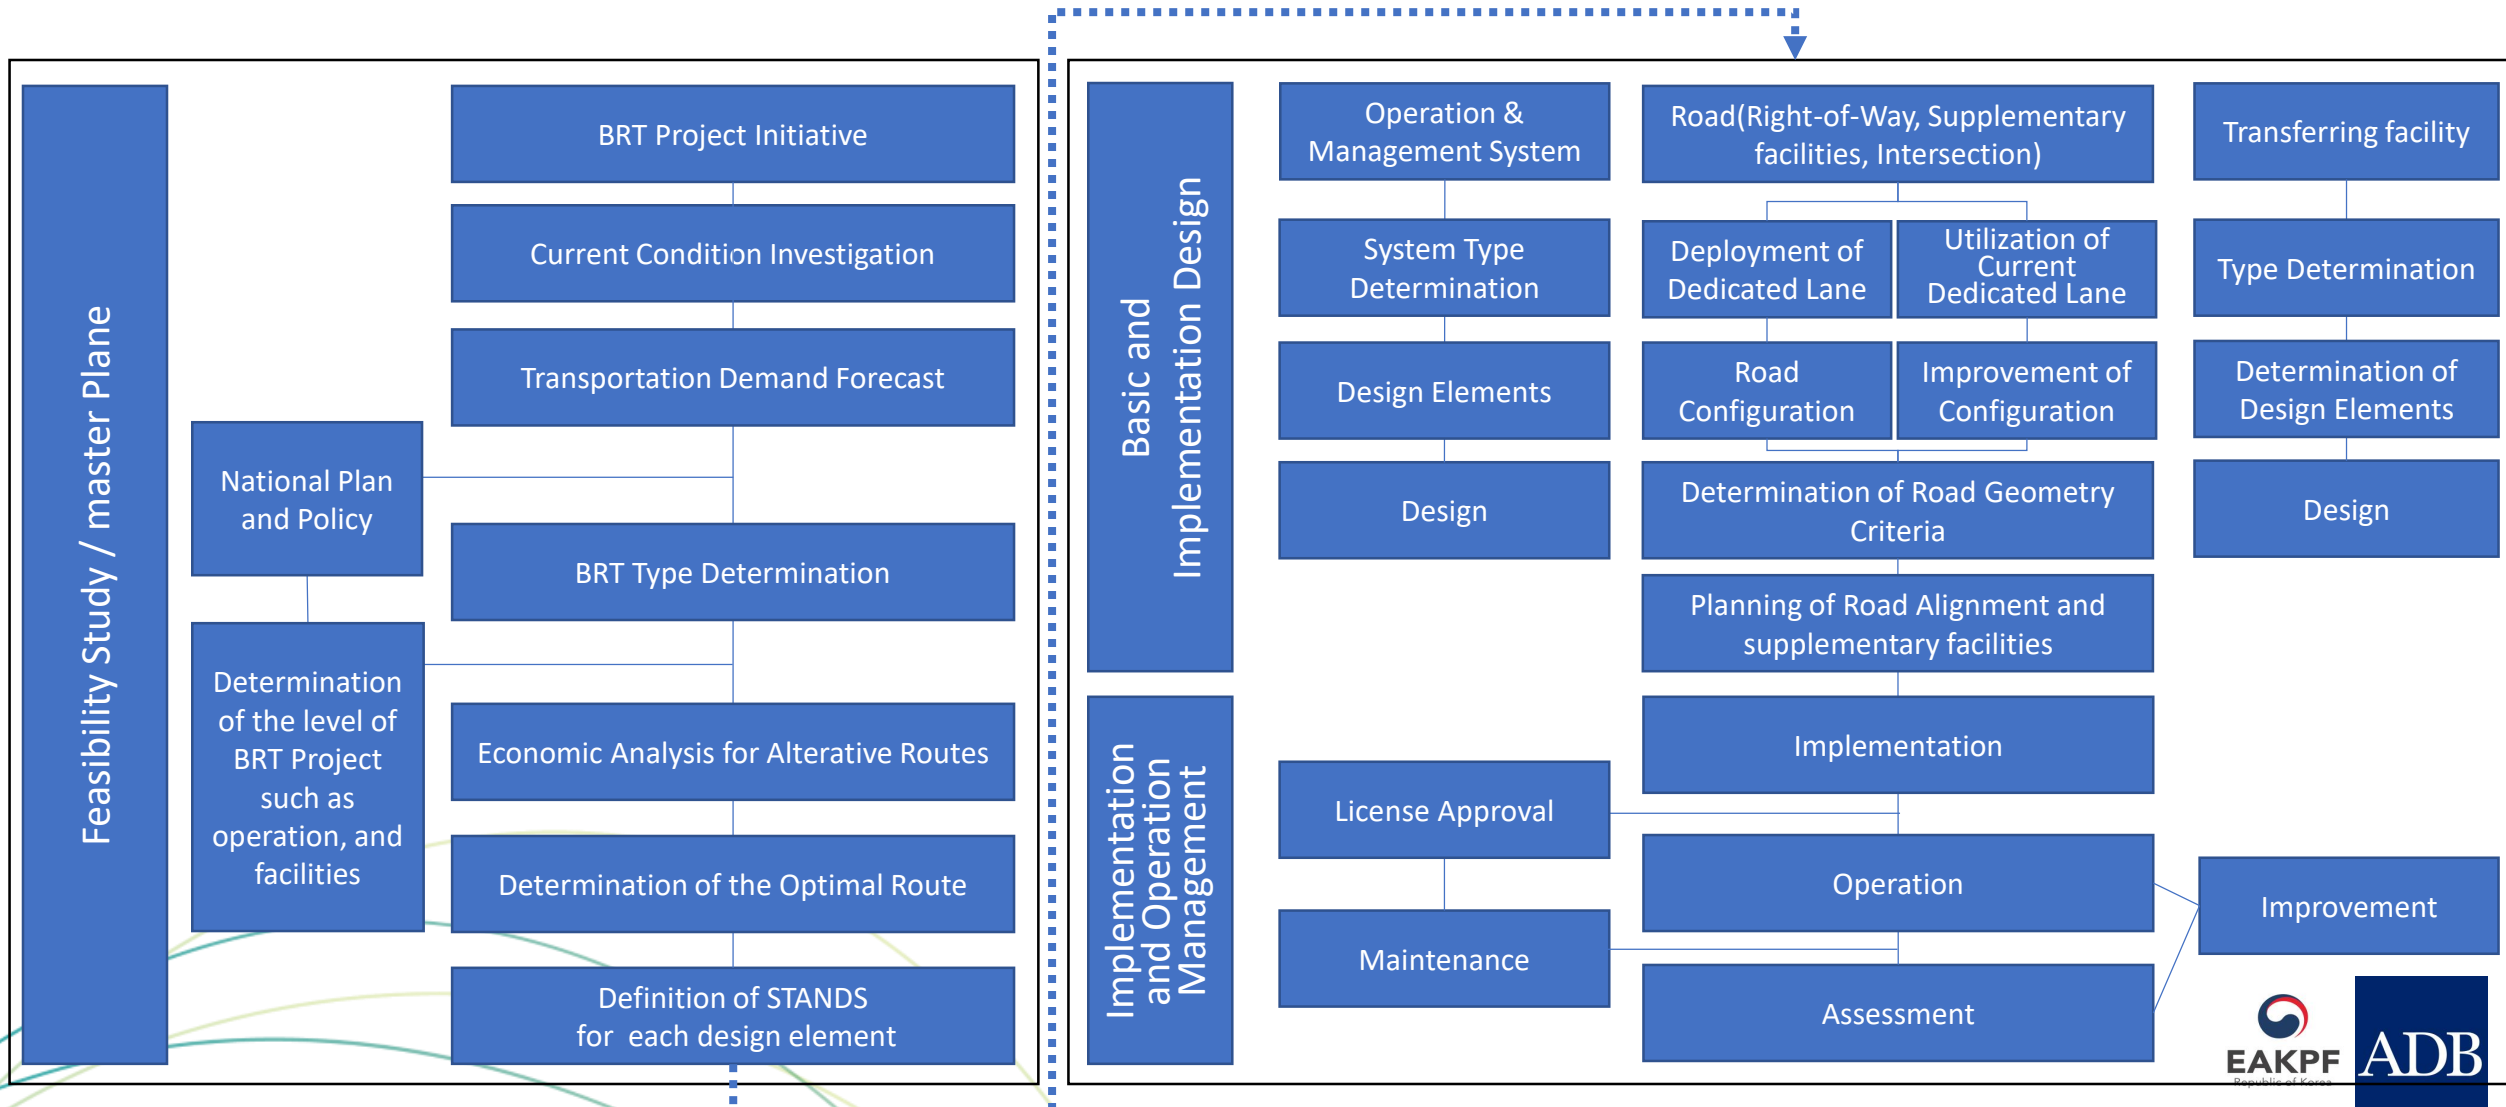 Feasibility Study / master Plane
BRT Project Initiative
Current Condition Investigation
Transportation Demand Forecast
National Plan
and Policy
BRT Type Determination
Determination
of the level of
BRT Project
such as
operation, and
facilities
Economic Analysis for Alterative Routes
Determination of the Optimal Route
Definition of STANDS
for each design element
Basic and
Implementation Design
Operation &
Management System
System Type
Determination
Design Elements
Design
Road(Right-of-Way, Supplementary
facilities, Intersection)
Deployment of
Dedicated Lane
Utilization of
Current
Dedicated Lane
Road
Configuration
Improvement of
Configuration
Determination of Road Geometry
Criteria
Planning of Road Alignment and
supplementary facilities
Transferring facility
Type Determination
Determination of
Design Elements
Design
Implementation
and Operation
Management
Implementation
License Approval
Operation
Maintenance
Assessment
Improvement
EAKPF
Republic of Korea
ADB